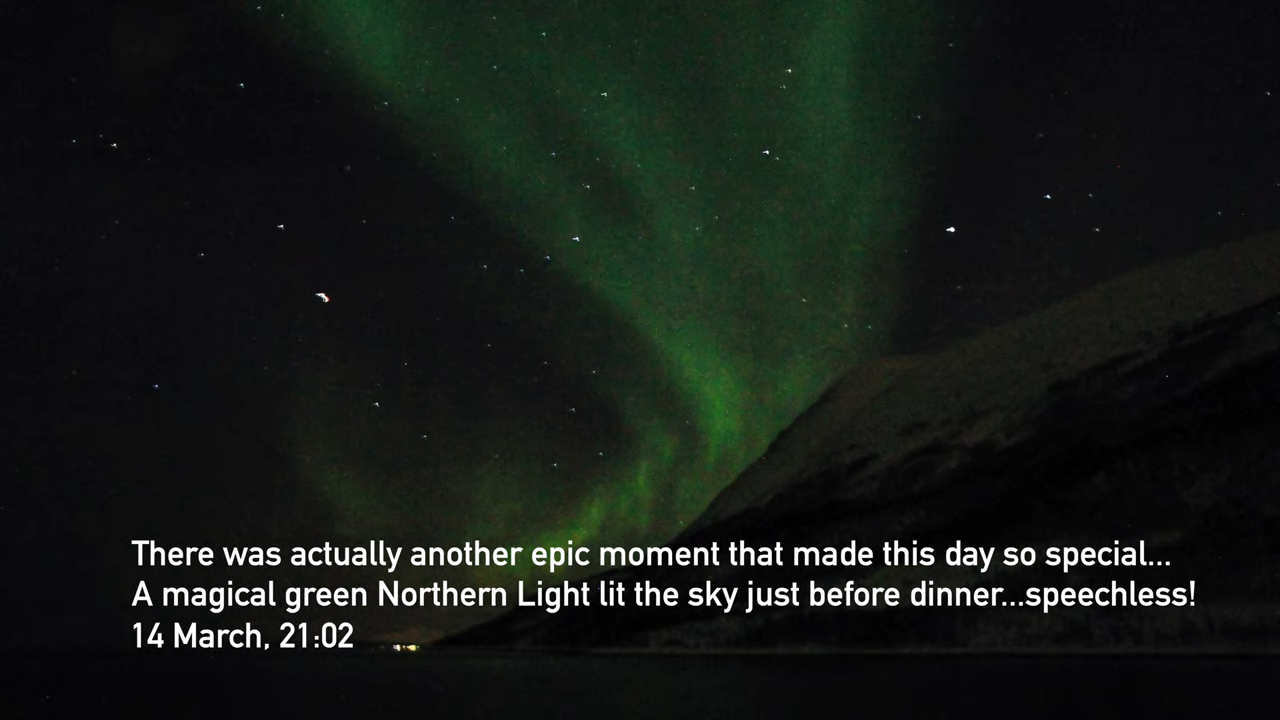 There was actually another epic moment that made this day so special...
A magical green Northern Light lit the sky just before dinner...speechless!
14 March, 21:02